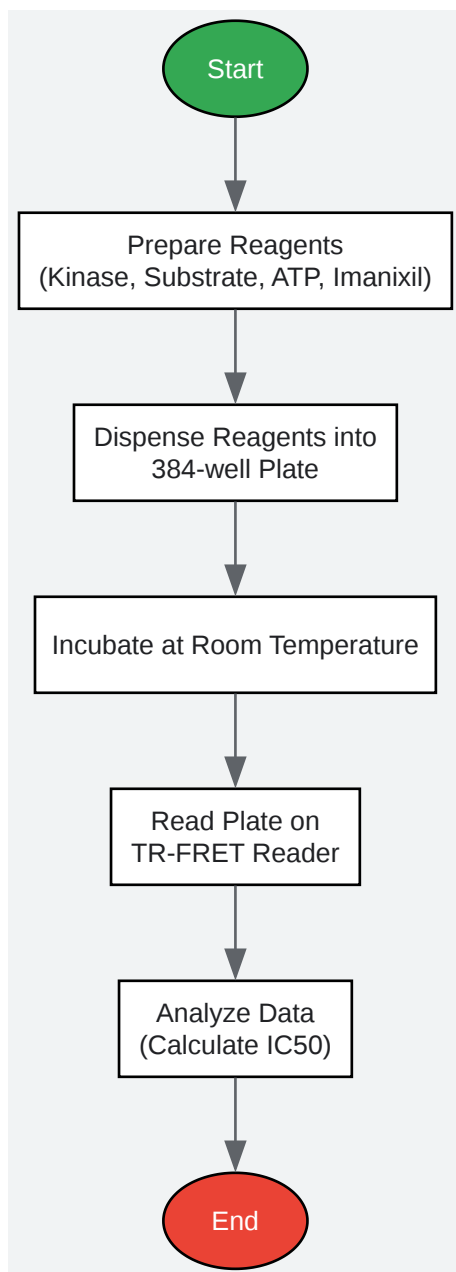 Start
Prepare Reagents
(Kinase, Substrate, ATP, Imanixil)
Dispense Reagents into
384-well Plate
Incubate at Room Temperature
Read Plate on
TR-FRET Reader
Analyze Data
(Calculate IC50)
End